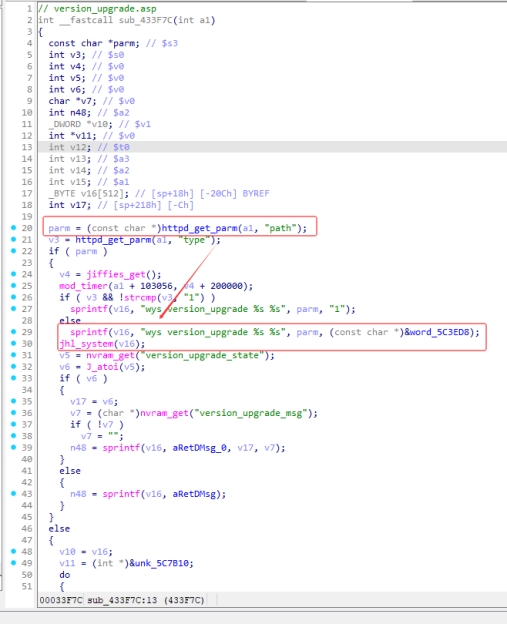 1 // version_upgrade.asp
2 int __fastcall sub_433F7C(int a1)
3 {
4 const char *parm; // $s3
5 int v3; // $s0
6 int v4; // $v0
7 int v5; // $v0
8 int v6; // $v0
9 char *v7; // $v0
10 int n48; // $a2
11 _DWORD *v10; // $v1
12 int *v11; // $v0
13 int v12; // $t0
14 int v13; // $a3
15 int v14; // $a2
16 int v15; // $a1
17 _BYTE v16[512]; // [sp+18h] [-20Ch] BYREF
18 int v17; // [sp+218h] [-Ch]
19
20 parm = (const char *)httpd_get_parm(a1, "path");
21 v3 = httpd_get_parm(a1, "type");
22 if ( parm )
23 {
24 v4 = jiffies_get();
25 mod_timer(a1 + 103056, v4 + 200000);
26 if ( v3 && !strcmp(v3, "1") )
27 sprintf(v16, "wys version_upgrade %s %s", parm, "1");
28 else
29 sprintf(v16, "wys version_upgrade %s %s", parm, (const char *)&word_5C3ED8);
30 jhl_system(v16);
31 v5 = nvram_get("version_upgrade_state");
32 v6 = J_atoi(v5);
33 if ( v6 )
34 {
35 v17 = v6;
36 v7 = (char *)nvram_get("version_upgrade_msg");
37 if ( !v7 )
38 v7 = "";
39 n48 = sprintf(v16, aRetDMsg_0, v17, v7);
40 }
41 else
42 {
43 n48 = sprintf(v16, aRetDMsg);
44 }
45 }
46 else
47 {
48 v10 = v16;
49 v11 = (int *)&unk_5C7B10;
50 do
51 {
00033F7C sub_433F7C:13 (433F7C)